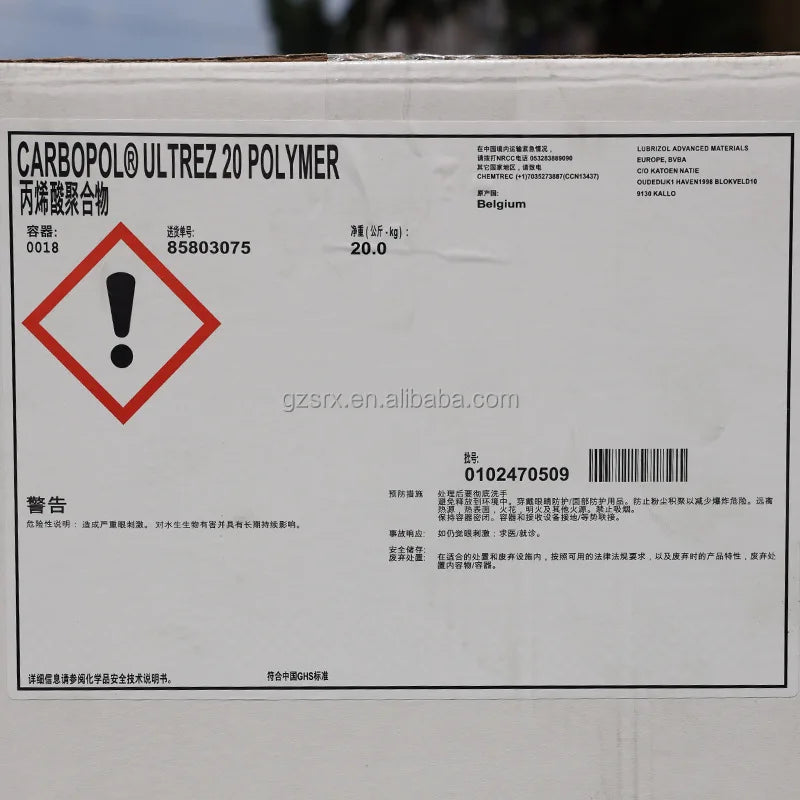 CARBOPOL® ULTREZ 20 POLYMER
丙烯酸聚合物
容器:
0018
送货单号:
85803075
净重(公斤-kg):
20.0
在中国境内运输紧急情况,
请拨打NRCC电话 053283889090
其它国家地区,请致电
CHEMTREC (+1)7035273887(CCN13437)
原产国:
Belgium
LUBRIZOL ADVANCED MATERIALS
EUROPE, BVBA
C/O KATOEN NATIE
OUDEDIJK1 HAVEN1998 BLOKVELD10
9130 KALLO
gzsrx.en.alibaba.com
批号:
0102470509
警告
危险性说明:造成严重眼刺激。 对水生生物有害并具有长期持续影响。
预防措施 处理后要彻底洗手
避免释放到环境中。穿戴眼睛防护/面部防护用品。防止粉尘积聚以减少爆炸危险。远离
热源,热表面,火花,明火及其他火源。禁止吸烟。
保持容器密闭。容器和接收设备接地/等势联接。
事故响应: 如仍觉眼刺激:求医/就诊。
安全储存:
废弃处置: 在适合的处置和废弃设施内,按照可用的法律法规要求,以及废弃时的产品特性,废弃处
置内容物/容器。
详细信息请参阅化学品安全技术说明书。
符合中国GHS标准